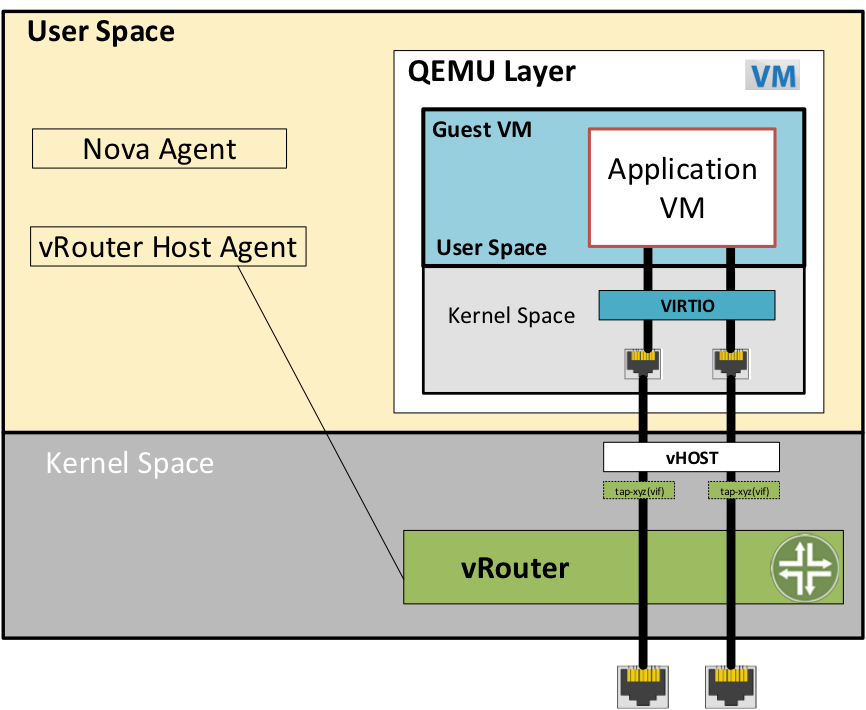 User Space
QEMU Layer
VM
Guest VM
Application
VM
Nova Agent
vRouter Host Agent
User Space
VIRTIO
Kernel Space
vHOST
Kernel Space
tap-xyz(vif)
tap-xyz(vif)
vRouter